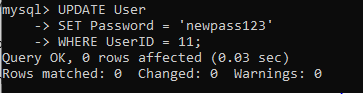 mysql> UPDATE User
    -> SET Password = 'newpass123'
    -> WHERE UserID = 11;
Query OK, 0 rows affected (0.03 sec)
Rows matched: 0  Changed: 0  Warnings: 0